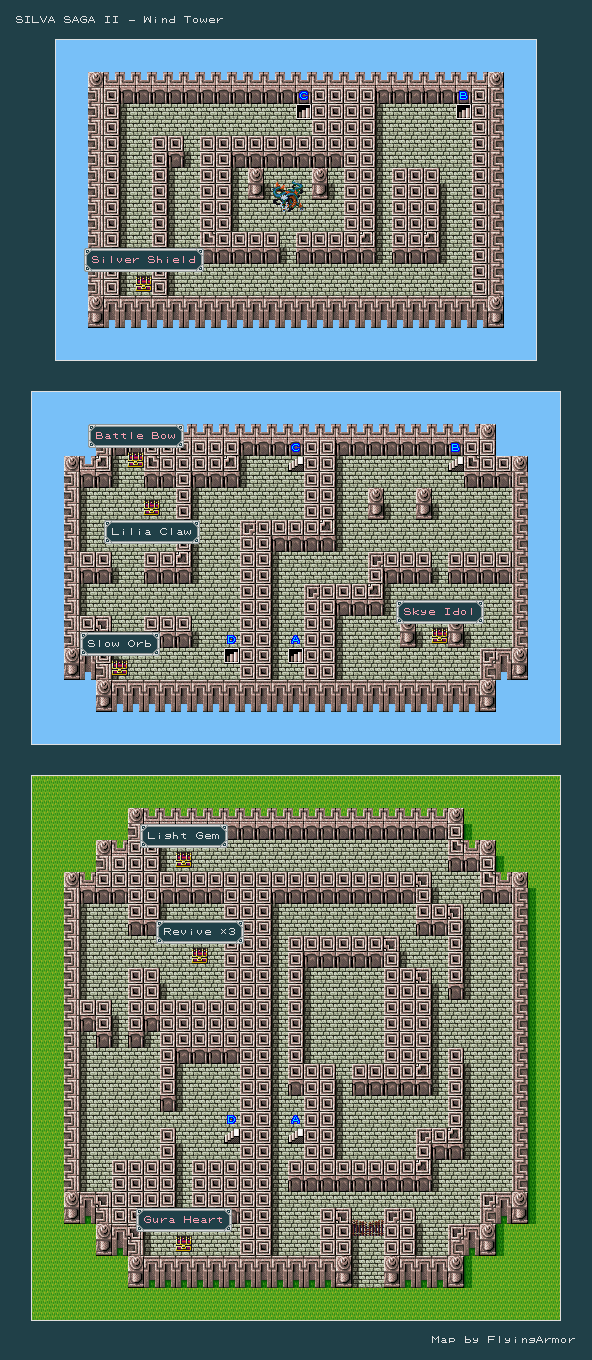 SILVA SAGA II - Wind Tower
C
B
Silver Shield
Battle Bow
C
B
Lilia Claw
Skye Idol
Slow Orb
D
A
Light Gem
Revive x3
D
A
Gura Heart
Map by FlyingArmor